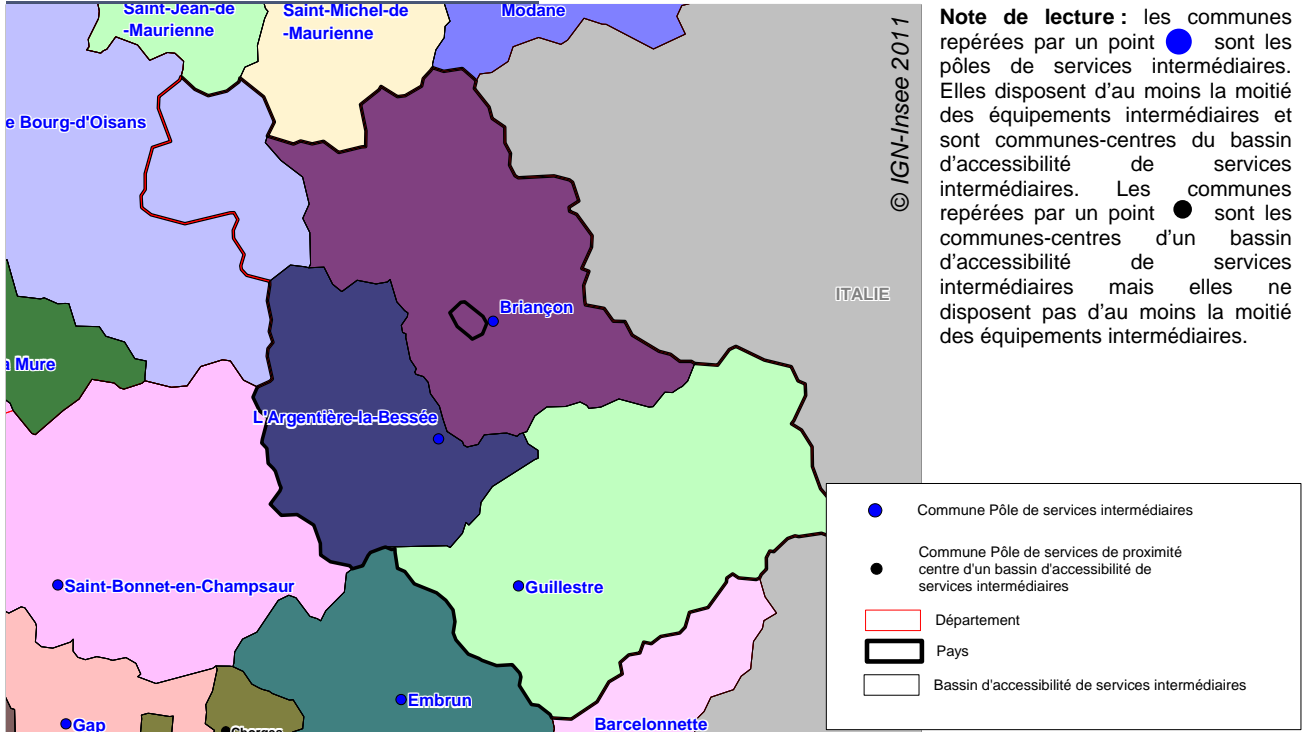 Saint-Jean-de
-Maurienne
Saint-Michel-de
-Maurienne
Modane
e Bourg-d'Oisans
© IGN-Insee 2011
ITALIE
Briançon
a Mure
L'Argentière-la-Bessée
Saint-Bonnet-en-Champsaur
Guillestre
Embrun
Gap
Chorges
Barcelonnette
Note de lecture : les communes
repérées par un point sont les
pôles de services intermédiaires.
Elles disposent d'au moins la moitié
des équipements intermédiaires et
sont communes-centres du bassin
d'accessibilité de services
intermédiaires. Les communes
repérées par un point sont les
communes-centres d'un bassin
d'accessibilité de services
intermédiaires mais elles ne
disposent pas d'au moins la moitié
des équipements intermédiaires.
Commune Pôle de services intermédiaires
Commune Pôle de services de proximité
centre d'un bassin d'accessibilité de
services intermédiaires
Département
Pays
Bassin d'accessibilité de services intermédiaires